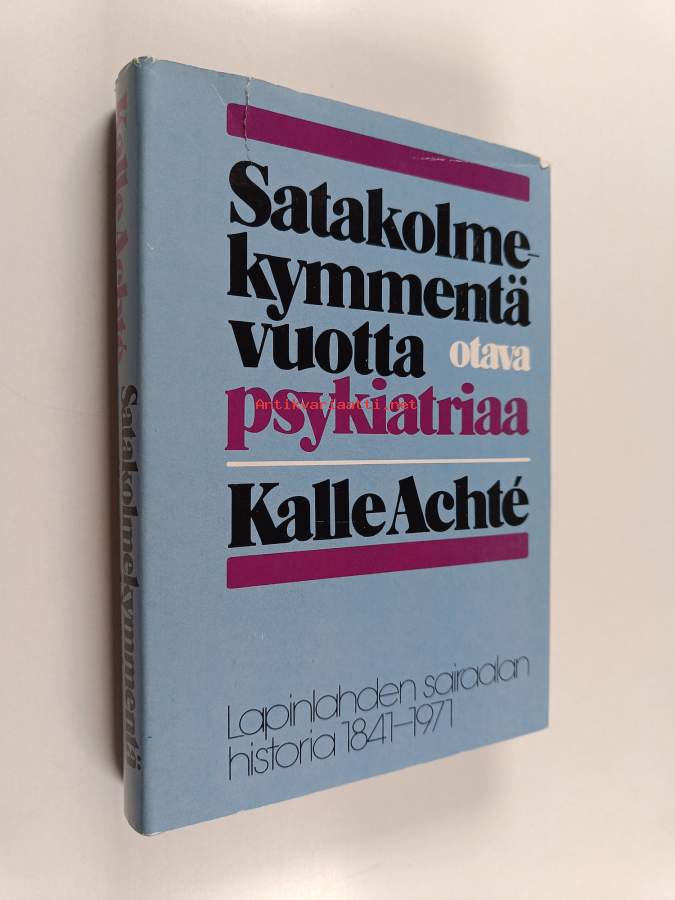 Satakolme-
kymmentä
vuotta otava
psykiatriaa
Antikvariaatti.net
Kalle Achté
Lapinlahden sairaalan
historia 1841–1971
Kalle Achté Satakolmekymmentä